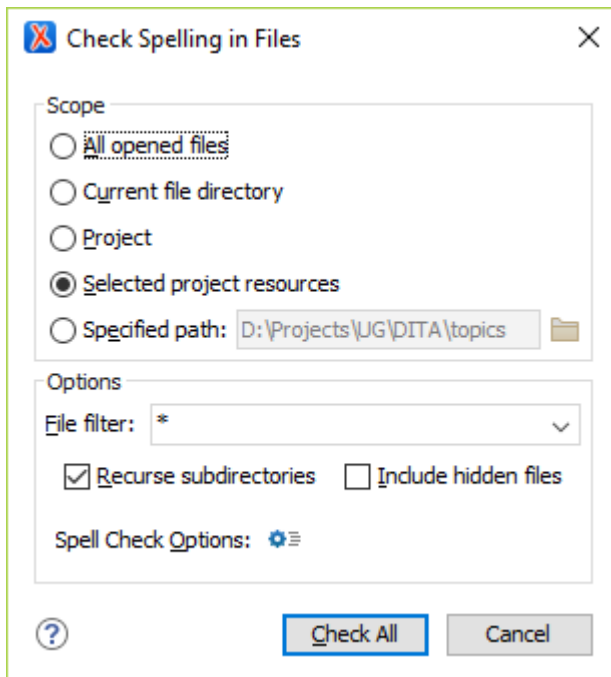 Check Spelling in Files
Scope
All opened files
Current file directory
Project
Selected project resources
Specified path: D:\Projects\UG\DITA\topics
Options
File filter: *
Recurse subdirectories Include hidden files
Spell Check Options:
? Check All Cancel